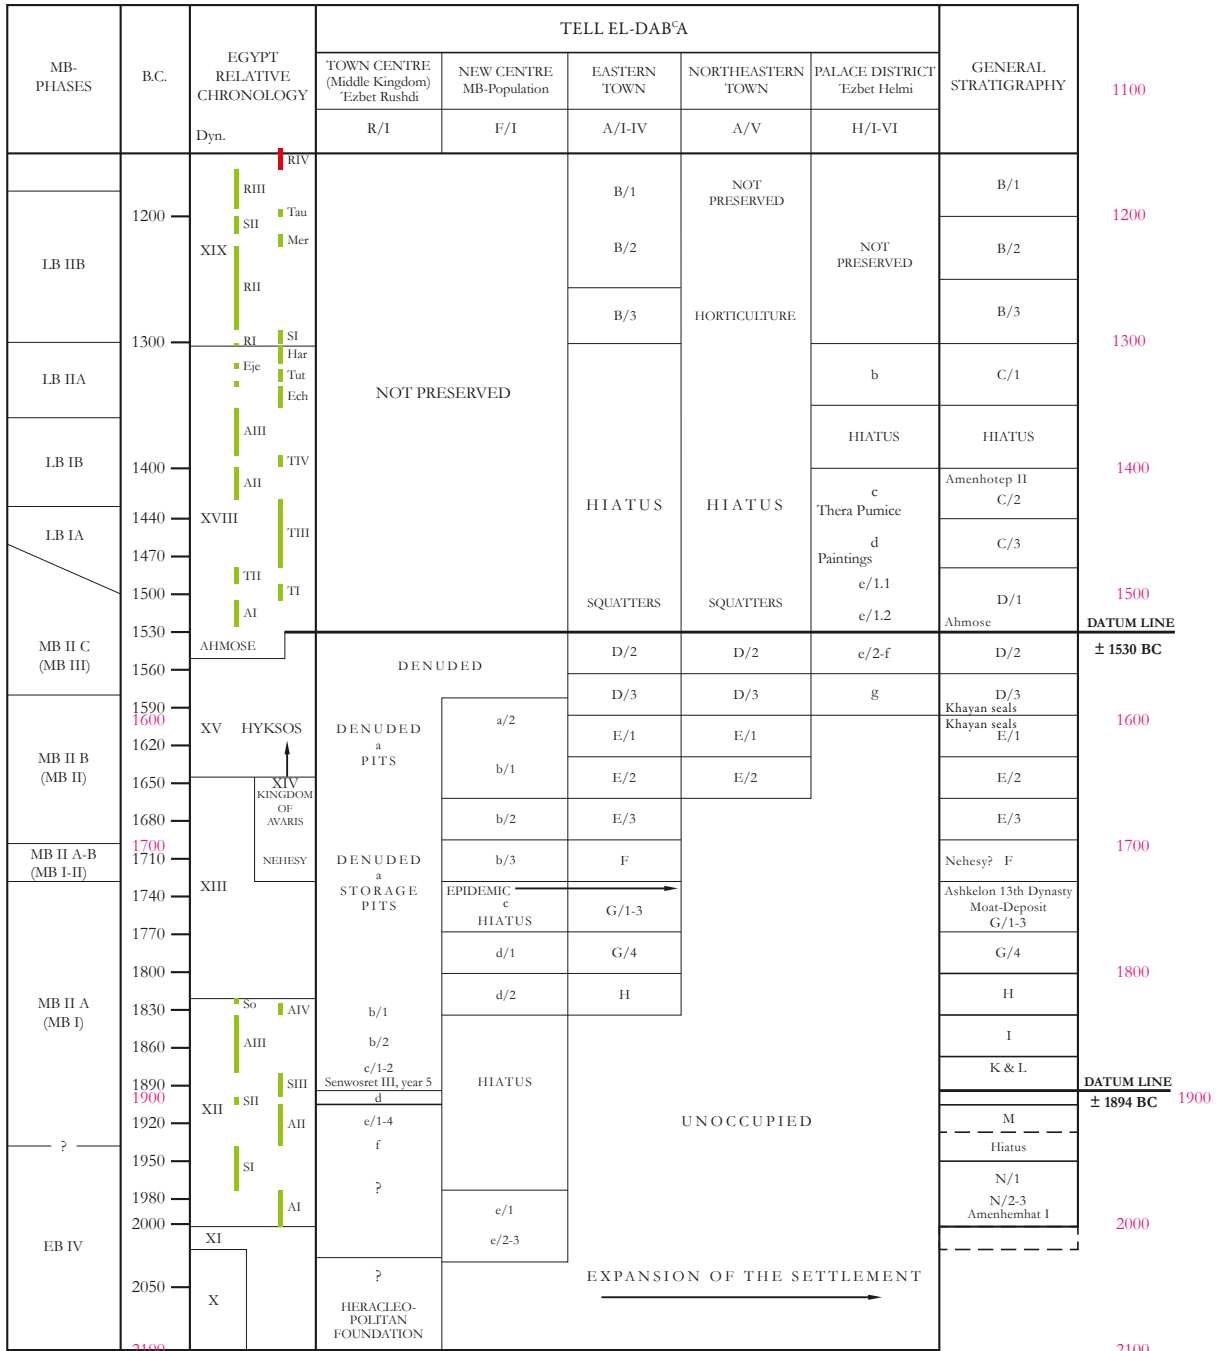 TELL EL-DABᶜA
MB-
PHASES
B.C.
EGYPT
RELATIVE
CHRONOLOGY
Dyn.
TOWN CENTRE
(Middle Kingdom)
'Ezbet Rushdi
R/I
NEW CENTRE
MB-Population
F/I
EASTERN
TOWN
A/I-IV
NORTHEASTERN
TOWN
A/V
PALACE DISTRICT
'Ezbet Helmi
H/I-VI
GENERAL
STRATIGRAPHY
LB IIB
LB IIA
LB IB
LB IA
MB II C
(MB III)
MB II B
(MB II)
MB II A-B
(MB I-II)
MB II A
(MB I)
?
EB IV
1200
1300
1400
1440
1470
1500
1530
1560
1590
1600
1620
1650
1680
1700
1710
1740
1770
1800
1830
1860
1890
1900
1920
1950
1980
2000
2050
2100
RIV
RIII
Tau
SII
Mer
XIX
RII
SI
RI
Har
Eje
Tut
Ech
AIII
TIV
AII
XVIII
TIII
TII
TI
AI
AHMOSE
XV HYKSOS
XIV
KINGDOM
OF
AVARIS
NEHESY
XIII
So
AIV
AIII
SIII
SII
XII
AII
SI
AI
XI
X
NOT PRESERVED
DENUDED
DENUDED
a
PITS
DENUDED
a
STORAGE
PITS
b/1
b/2
c/1-2
Senwosret III, year 5
d
e/1-4
f
?
?
HERACLEO-
POLITAN
FOUNDATION
a/2
b/1
b/2
b/3
EPIDEMIC
c
HIATUS
d/1
d/2
HIATUS
e/1
e/2-3
B/1
B/2
B/3
HIATUS
SQUATTERS
D/2
D/3
E/1
E/2
E/3
F
G/1-3
G/4
H
NOT
PRESERVED
HORTICULTURE
HIATUS
SQUATTERS
D/2
D/3
E/1
E/2
UNOCCUPIED
EXPANSION OF THE SETTLEMENT
NOT
PRESERVED
b
HIATUS
c
Thera Pumice
d
Paintings
e/1.1
e/1.2
e/2-f
g
B/1
B/2
B/3
C/1
HIATUS
Amenhotep II
C/2
C/3
D/1
Ahmose
D/2
D/3
Khayan seals
Khayan seals
E/1
E/2
E/3
Nehesy? F
Ashkelon 13th Dynasty
Moat-Deposit
G/1-3
G/4
H
I
K & L
M
Hiatus
N/1
N/2-3
Amenhemhat I
1100
1200
1300
1400
1500
DATUM LINE
± 1530 BC
1600
1700
1800
DATUM LINE
± 1894 BC
1900
2000
2100